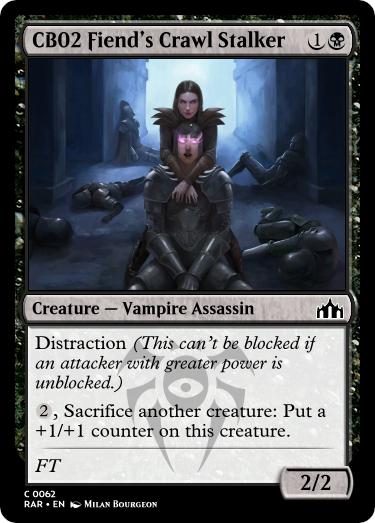 CB02 Fiend's Crawl Stalker 1
Creature — Vampire Assassin
Distraction (This can't be blocked if
an attacker with greater power is
unblocked.)
2, Sacrifice another creature: Put a
+1/+1 counter on this creature.
FT
2/2
C 0062
RAR • EN Milan Bourgeon